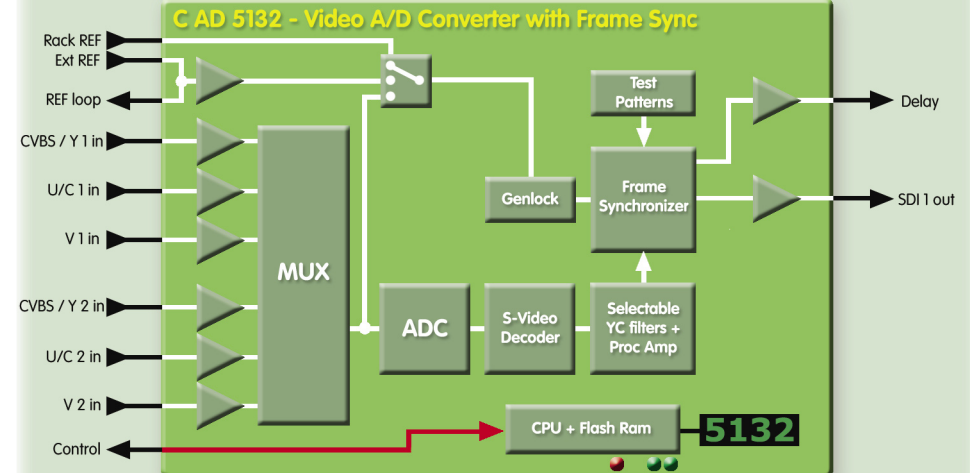 C AD 5132 - Video A/D Converter with Frame Sync
Rack REF
Ext REF
REF loop
CVBS / Y 1 in
U/C 1 in
V 1 in
CVBS / Y 2 in
U/C 2 in
V 2 in
Control
MUX
ADC
S-Video
Decoder
Selectable
YC filters +
Proc Amp
Genlock
Frame
Synchronizer
Test
Patterns
Delay
SDI 1 out
CPU + Flash Ram
5132